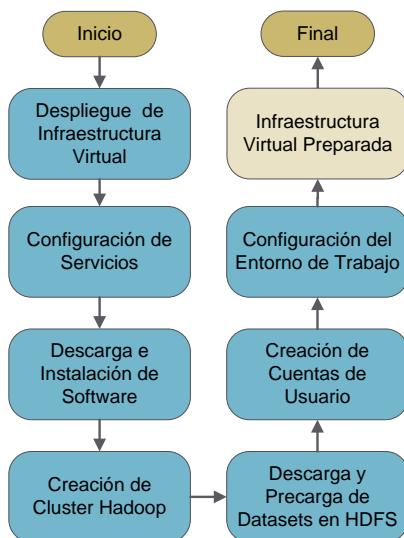 Inicio
Despliegue de
Infraestructura
Virtual
Configuración de
Servicios
Descarga e
Instalación de
Software
Creación de
Cluster Hadoop
Descarga y
Precarga de
Datasets en HDFS
Creación de
Cuentas de
Usuario
Configuración del
Entorno de Trabajo
Infraestructura
Virtual Preparada
Final